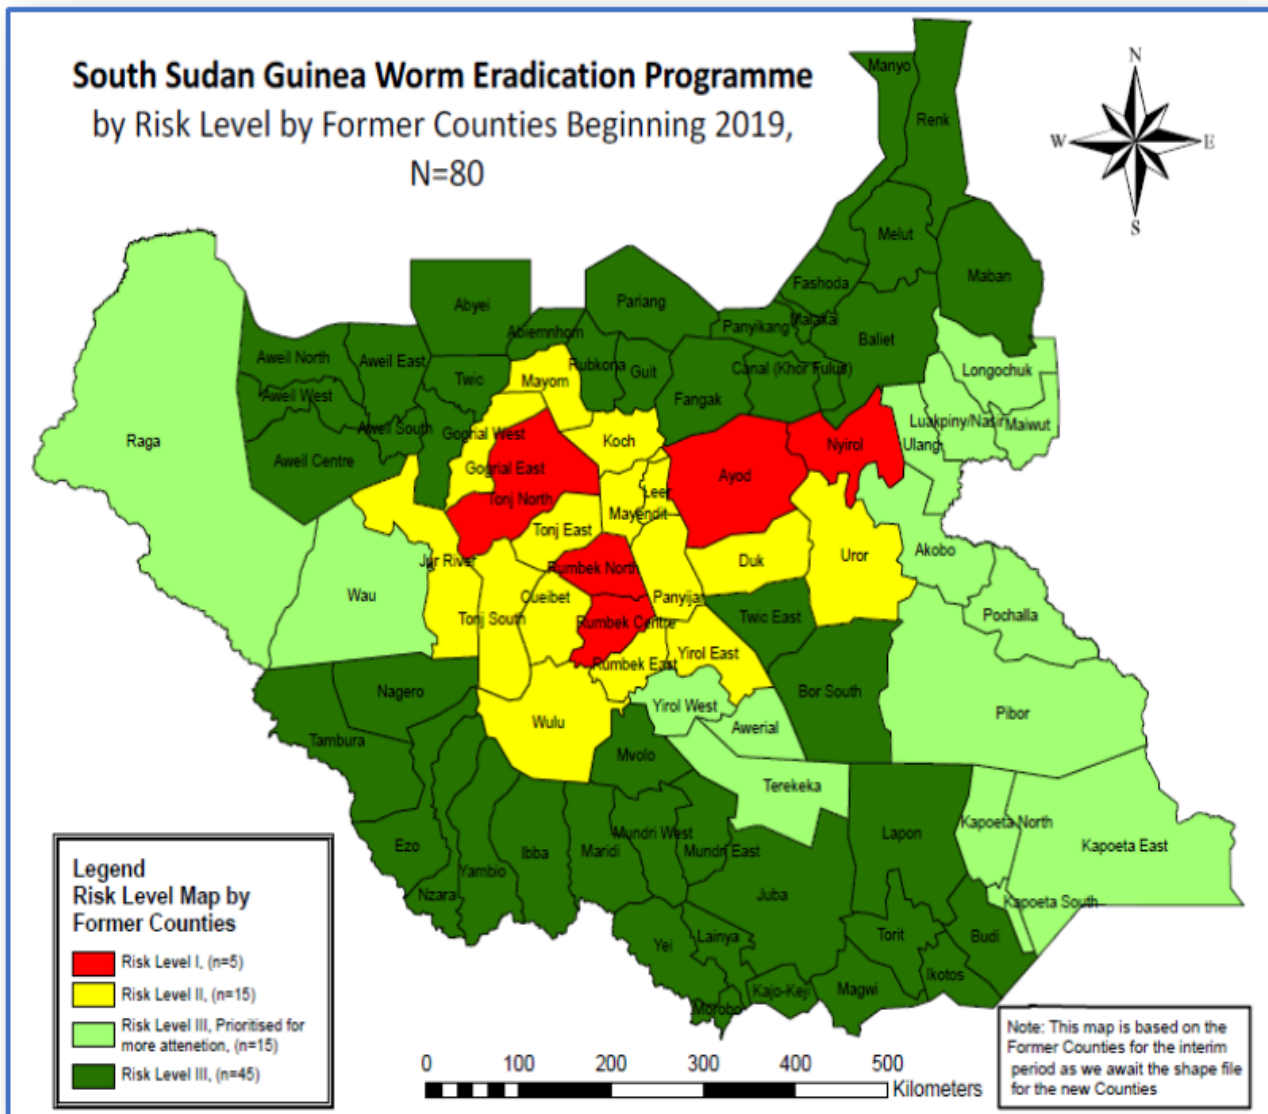 South Sudan Guinea Worm Eradication Programme
by Risk Level by Former Counties Beginning 2019,
N=80
N
W
E
S
Manyo
Renk
Melut
Maban
Fashoda
Malakal
Panyikang
Baliet
Pariang
Abyei
Abiemnhom
Rubkona
Guit
Fangak
Canal (Khor Fulus)
Longochuk
Luakpiny/Nasir
Maiwut
Ulang
Aweil North
Aweil East
Aweil West
Aweil South
Aweil Centre
Twic
Mayom
Gogrial West
Gogrial East
Koch
Ayod
Nyirol
Raga
Tonj North
Leer
Mayendit
Tonj East
Jur River
Wau
Rumbek North
Cueibet
Panyijar
Duk
Uror
Akobo
Pochalla
Tonj South
Rumbek Centre
Twic East
Rumbek East
Yirol East
Bor South
Pibor
Nagero
Yirol West
Awerial
Wulu
Tambura
Mvolo
Terekeka
Ezo
Ibba
Maridi
Mundri West
Mundri East
Lapon
Kapoeta North
Kapoeta East
Yambio
Nzara
Juba
Kapoeta South
Yei
Lainya
Torit
Budi
Ikotos
Magwi
Kajo-Keji
Morobo
Legend
Risk Level Map by
Former Counties
Risk Level I, (n=5)
Risk Level II, (n=15)
Risk Level III, Prioritised for
more attenetion, (n=15)
Risk Level III, (n=45)
0 100 200 300 400 500
Kilometers
Note: This map is based on the
Former Counties for the interim
period as we await the shape file
for the new Counties